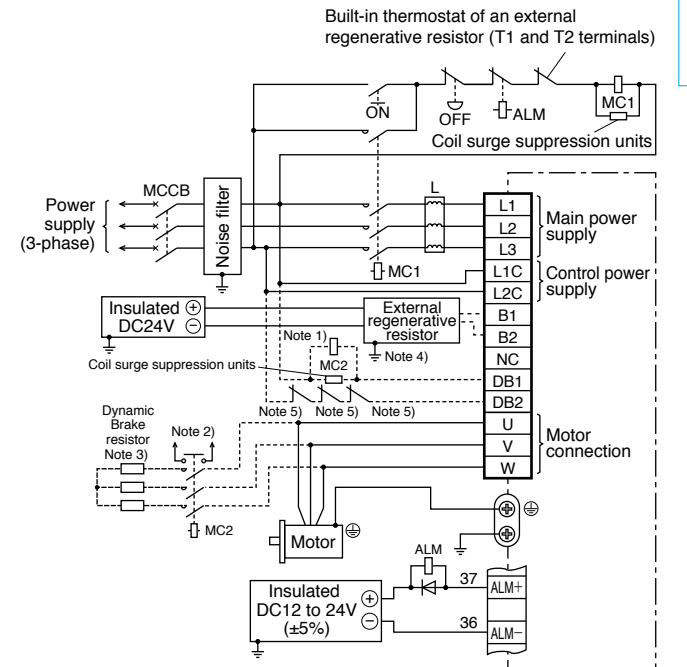 Built-in thermostat of an external
regenerative resistor (T1 and T2 terminals)
ON
OFF
ALM
MC1
Coil surge suppression units
Power
supply
(3-phase)
MCCB
Noise filter
L
MC1
L1
L2
L3
Main power
supply
L1C
L2C
Control power
supply
Insulated
DC24V
+
−
External
regenerative
resistor
B1
B2
Note 1)
Note 4)
NC
Coil surge suppression units
MC2
DB1
DB2
Note 5)
Note 5)
Note 5)
Dynamic
Brake
resistor
Note 3)
Note 2)
U
V
W
Motor
connection
MC2
Motor
ALM
Insulated
DC12 to 24V
(±5%)
+
−
37
ALM+
36
ALM−